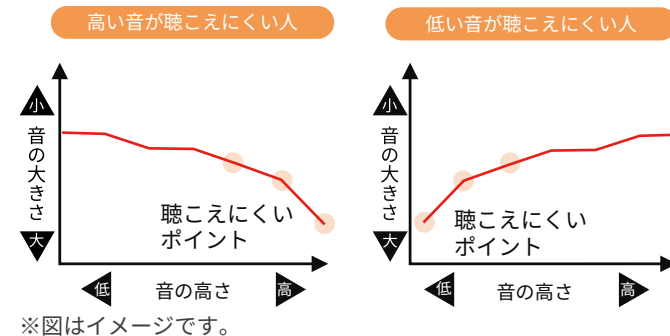 高い音が聴こえにくい人
小
音の大きさ
大
聴こえにくい
ポイント
低
音の高さ
高
低い音が聴こえにくい人
小
音の大きさ
大
聴こえにくい
ポイント
低
音の高さ
高
※図はイメージです。